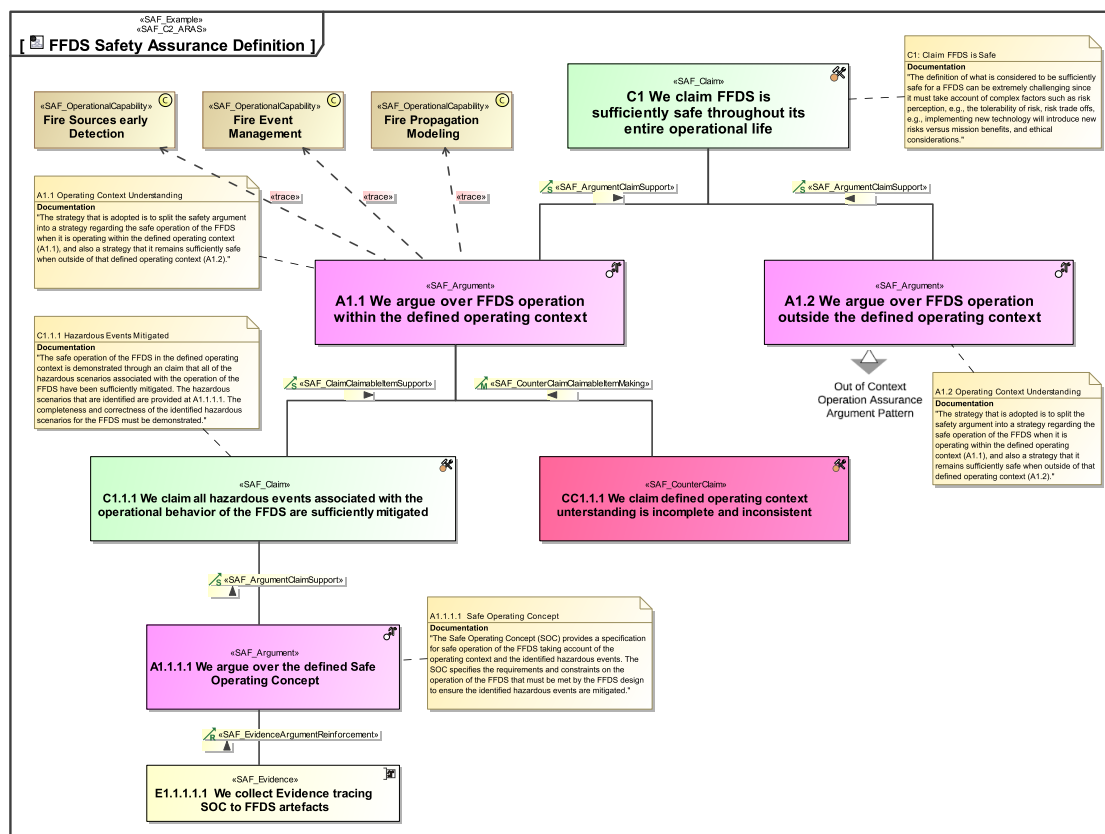 «SAF_Example»
«SAF_C2_ARAS»
[ FFDS Safety Assurance Definition ]
«SAF_OperationalCapability»
Fire Sources early
Detection
«SAF_OperationalCapability»
Fire Event
Management
«SAF_OperationalCapability»
Fire Propagation
Modeling
C
C
C
«SAF_Claim»
C1 We claim FFDS is
sufficiently safe throughout its
entire operational life
C1: Claim FFDS is Safe
Documentation
"The definition of what is considered to be sufficiently
safe for a FFDS can be extremely challenging since
it must take account of complex factors such as risk
perception, e.g., the tolerability of risk, risk trade offs,
e.g., implementing new technology will introduce new
risks versus mission benefits, and ethical
considerations."
«trace»
«trace»
«trace»
S «SAF_ArgumentClaimSupport»
S «SAF_ArgumentClaimSupport»
A1.1 Operating Context Understanding
Documentation
"The strategy that is adopted is to split the safety argument
into a strategy regarding the safe operation of the FFDS
when it is operating within the defined operating context
(A1.1), and also a strategy that it remains sufficiently safe
when outside of that defined operating context (A1.2)."
«SAF_Argument»
A1.1 We argue over FFDS operation
within the defined operating context
«SAF_Argument»
A1.2 We argue over FFDS operation
outside the defined operating context
Out of Context
Operation Assurance
Argument Pattern
C1.1.1 Hazardous Events Mitigated
Documentation
"The safe operation of the FFDS in the defined operating
context is demonstrated through an claim that all of the
hazardous scenarios associated with the operation of the
FFDS have been sufficiently mitigated. The hazardous
scenarios that are identified are provided at A1.1.1.1. The
completeness and correctness of the identified hazardous
scenarios for the FFDS must be demonstrated."
S «SAF_ClaimClaimableItemSupport»
M «SAF_CounterClaimClaimableItemMaking»
A1.2 Operating Context Understanding
Documentation
"The strategy that is adopted is to split the
safety argument into a strategy regarding the
safe operation of the FFDS when it is
operating within the defined operating
context (A1.1), and also a strategy that it
remains sufficiently safe when outside of that
defined operating context (A1.2)."
«SAF_Claim»
C1.1.1 We claim all hazardous events associated with the
operational behavior of the FFDS are sufficiently mitigated
«SAF_CounterClaim»
CC1.1.1 We claim defined operating context
unterstanding is incomplete and inconsistent
S «SAF_ArgumentClaimSupport»
«SAF_Argument»
A1.1.1.1 We argue over the defined Safe
Operating Concept
A1.1.1.1 Safe Operating Concept
Documentation
"The Safe Operating Concept (SOC) provides a specification
for safe operation of the FFDS taking account of the
operating context and the identified hazardous events. The
SOC specifies the requirements and constraints on the
operation of the FFDS that must be met by the FFDS design
to ensure the identified hazardous events are mitigated."
R «SAF_EvidenceArgumentReinforcement»
«SAF_Evidence»
E1.1.1.1.1 We collect Evidence tracing
SOC to FFDS artefacts